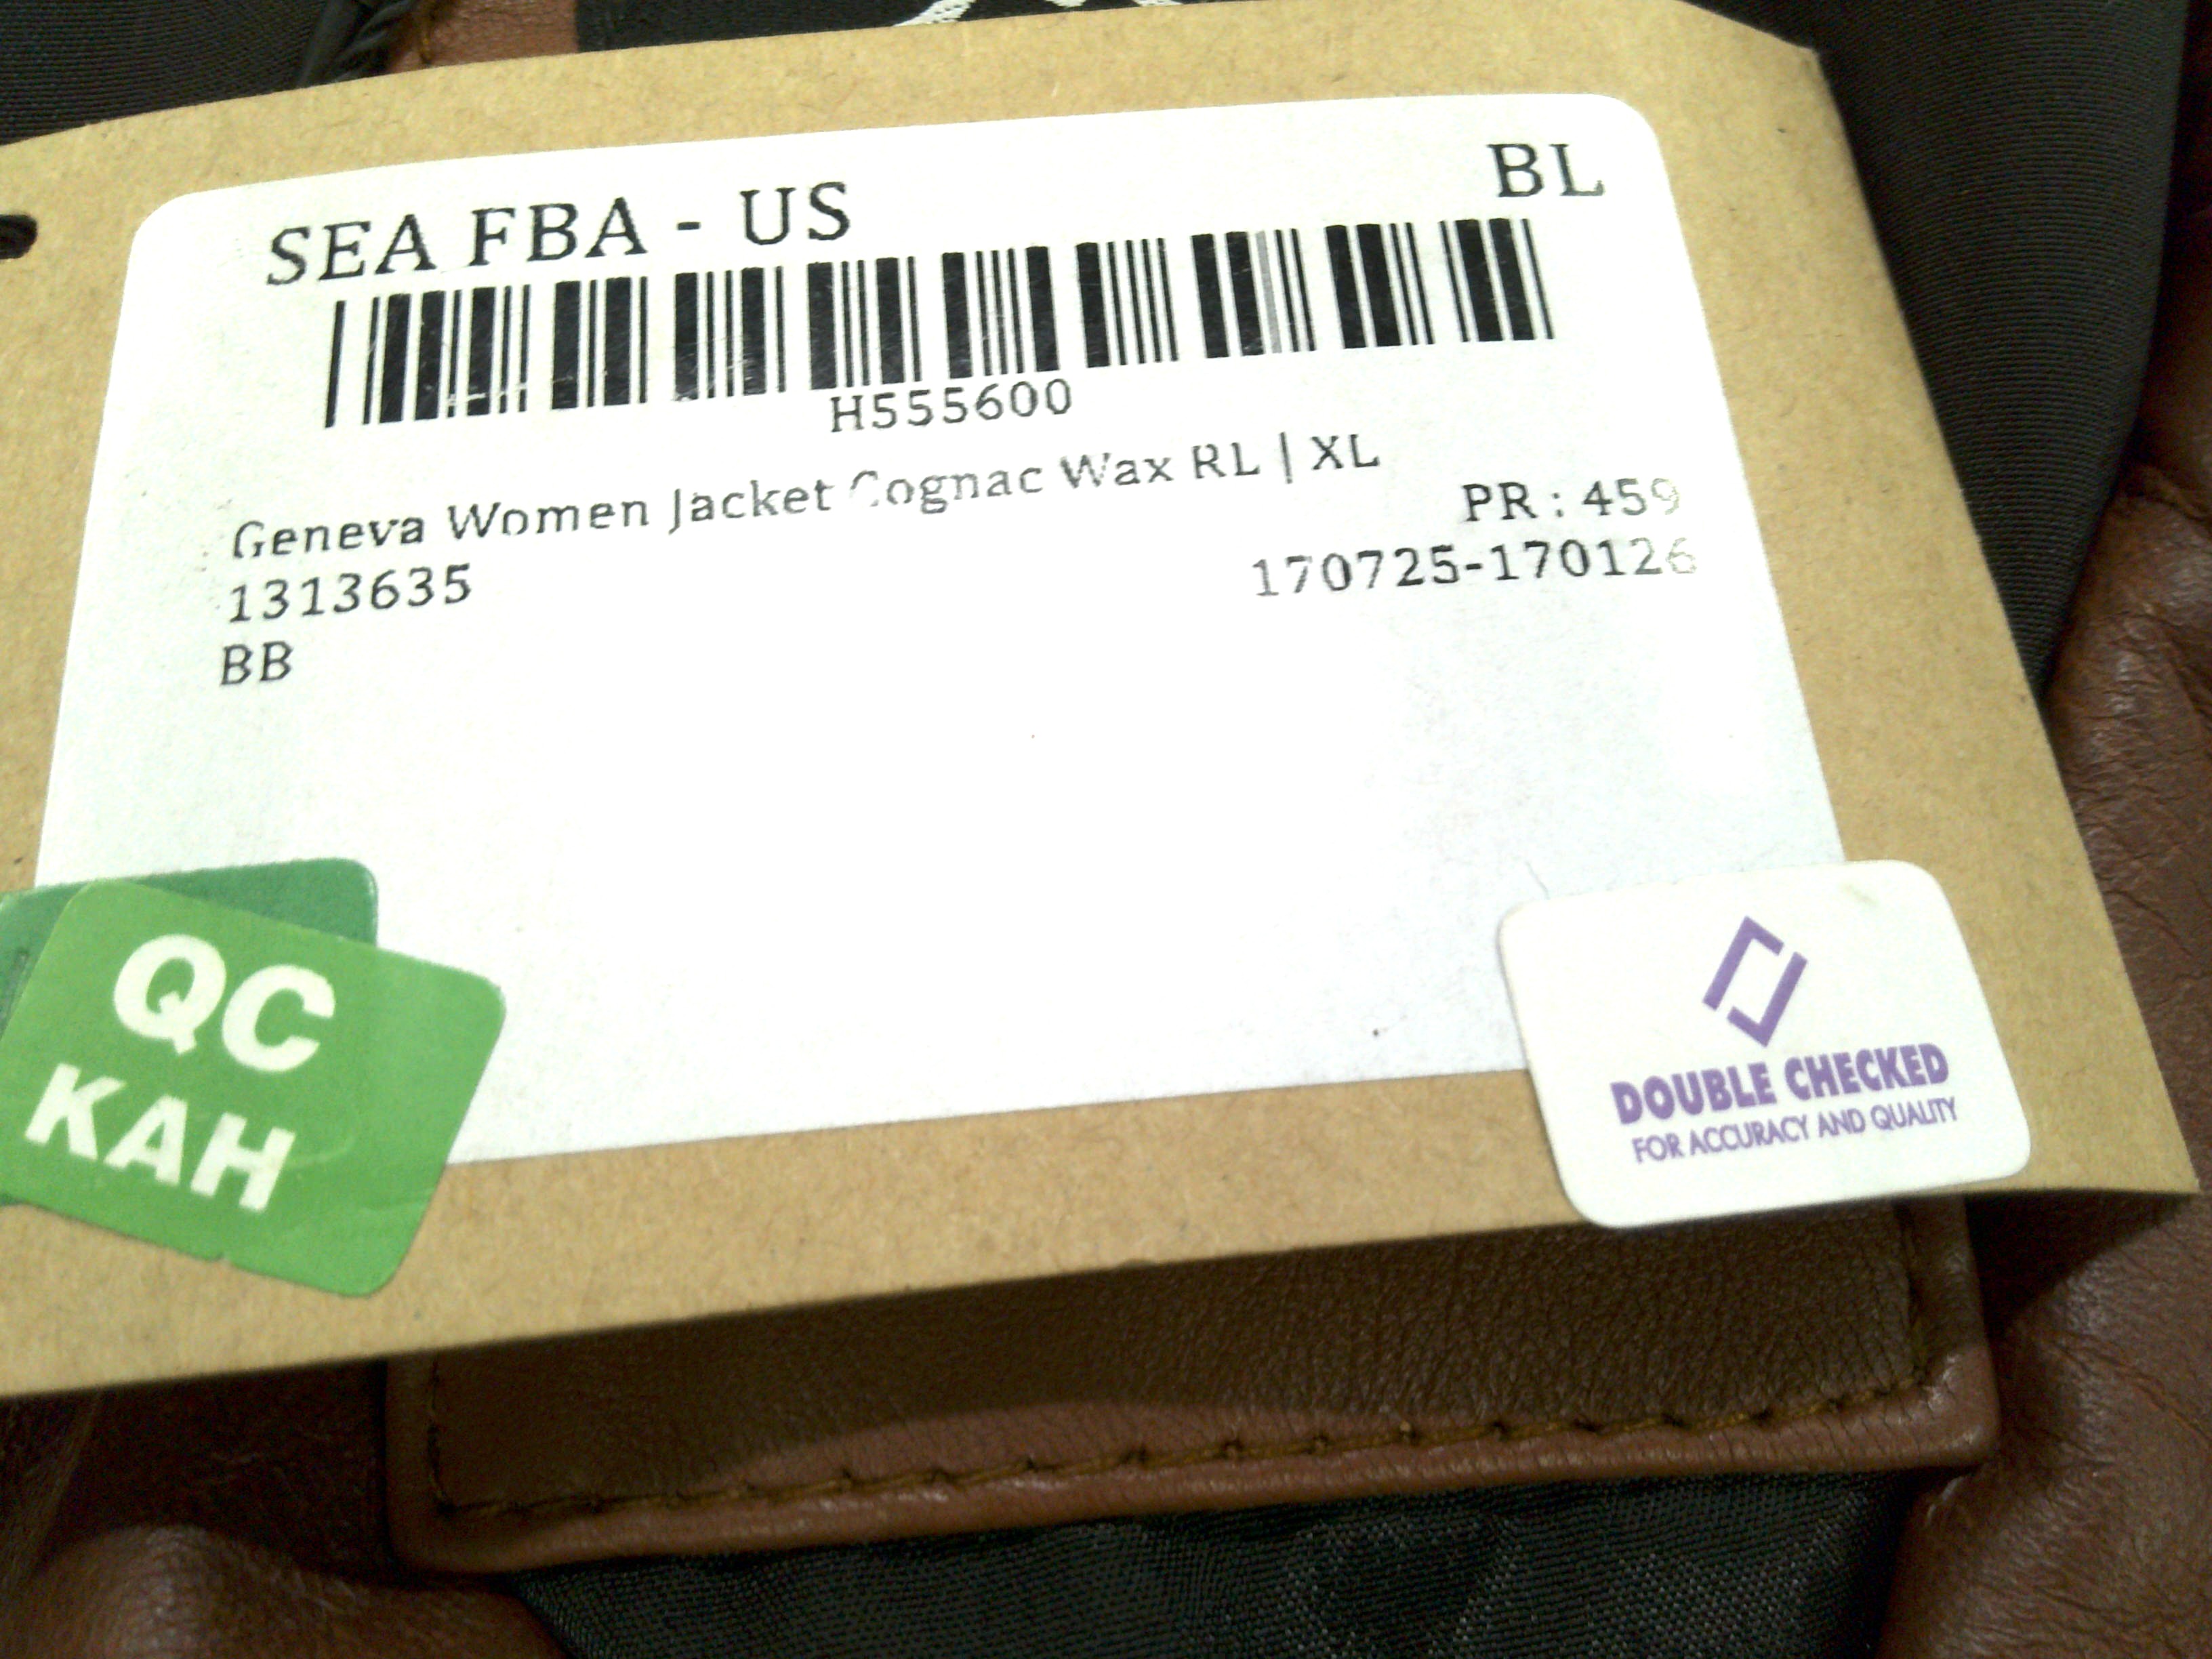 SEA FBA - US
BL
H555600
Geneva Women Jacket Cognac Wax RL | XL
PR : 459
1313635
170725-170126
BB
QC
KAH
DOUBLE CHECKED
FOR ACCURACY AND QUALITY